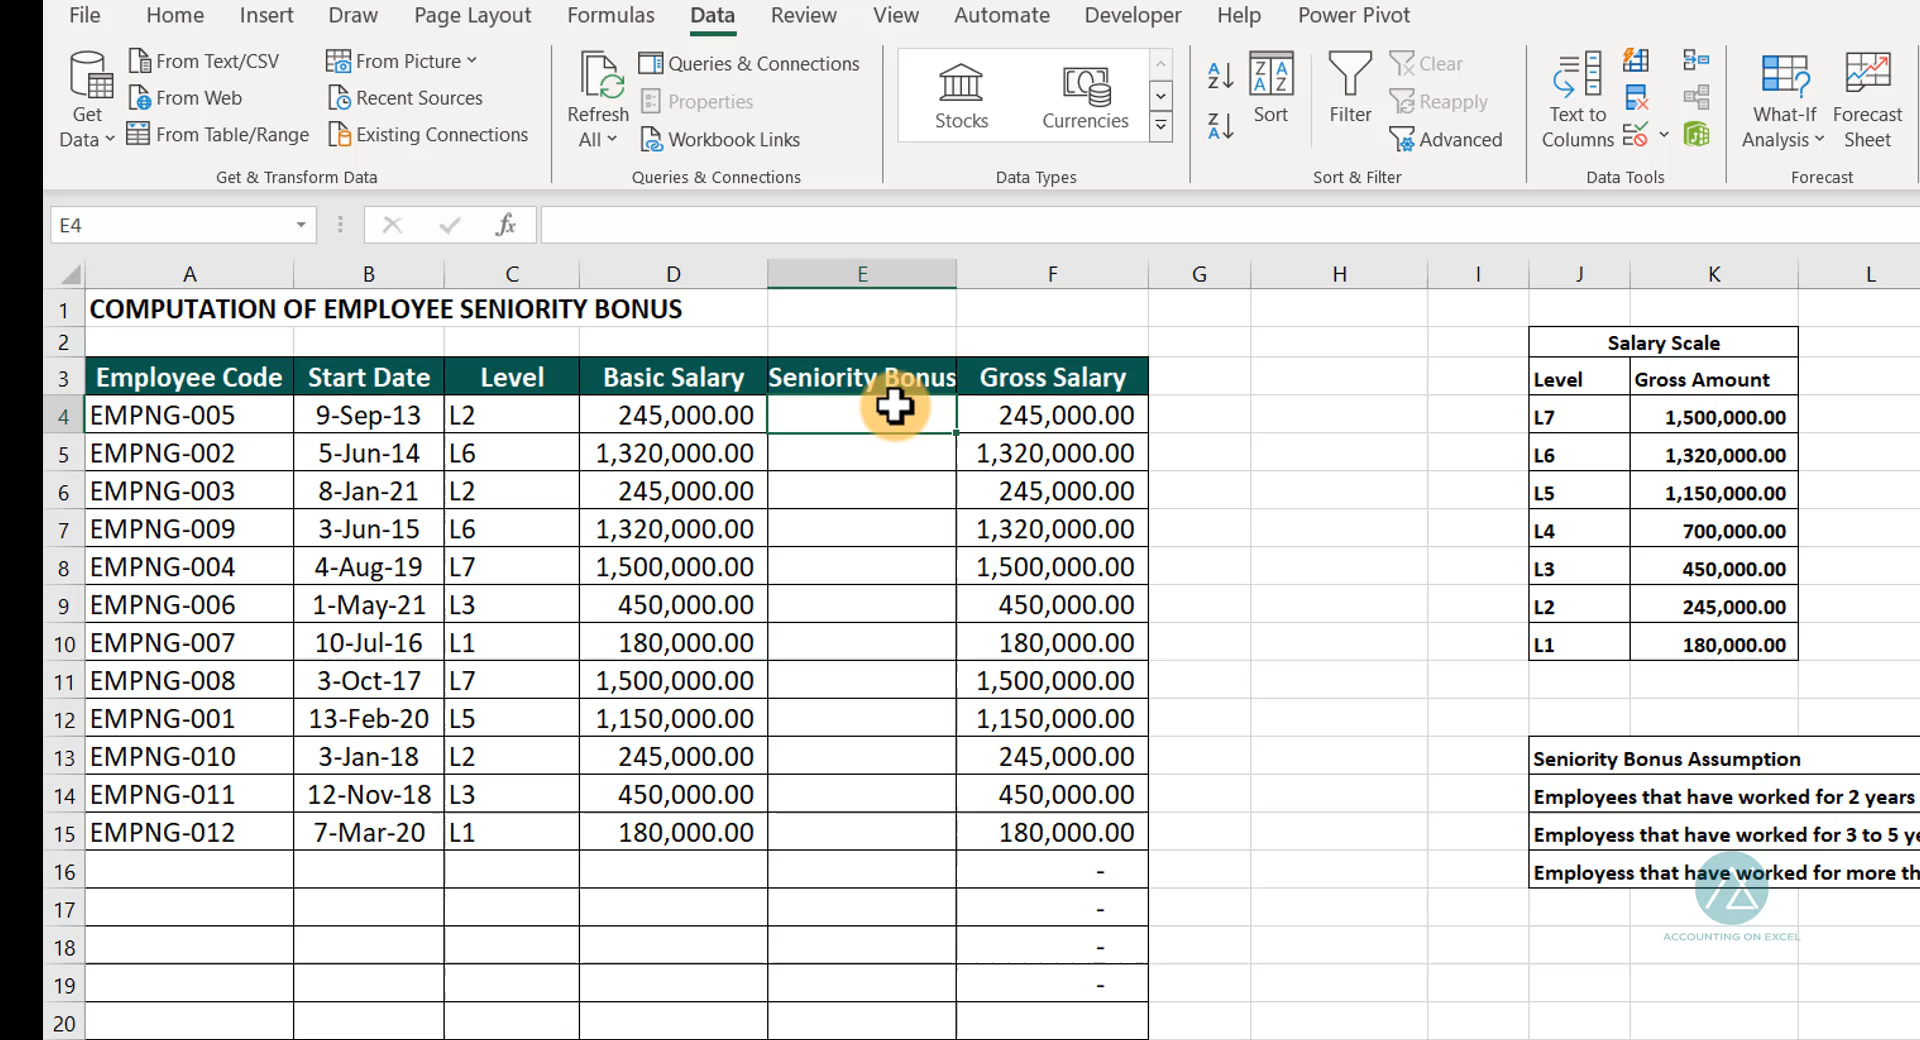 File Home Insert Draw Page Layout Formulas Data Review View Automate Developer Help Power Pivot
Get Data
From Text/CSV
From Web
From Table/Range
From Picture
Recent Sources
Existing Connections
Get & Transform Data
Refresh All
Queries & Connections
Properties
Workbook Links
Queries & Connections
Stocks
Currencies
Data Types
A Z
Z A
Z A A Z
Sort
Filter
Clear
Reapply
Advanced
Sort & Filter
Text to Columns
Data Tools
What-If Analysis
Forecast Sheet
Forecast
E4 fx
A B C D E F G H I J K L
1 COMPUTATION OF EMPLOYEE SENIORITY BONUS
2 Salary Scale
3 Employee Code Start Date Level Basic Salary Seniority Bonus Gross Salary Level Gross Amount
4 EMPNG-005 9-Sep-13 L2 245,000.00 245,000.00 L7 1,500,000.00
5 EMPNG-002 5-Jun-14 L6 1,320,000.00 1,320,000.00 L6 1,320,000.00
6 EMPNG-003 8-Jan-21 L2 245,000.00 245,000.00 L5 1,150,000.00
7 EMPNG-009 3-Jun-15 L6 1,320,000.00 1,320,000.00 L4 700,000.00
8 EMPNG-004 4-Aug-19 L7 1,500,000.00 1,500,000.00 L3 450,000.00
9 EMPNG-006 1-May-21 L3 450,000.00 450,000.00 L2 245,000.00
10 EMPNG-007 10-Jul-16 L1 180,000.00 180,000.00 L1 180,000.00
11 EMPNG-008 3-Oct-17 L7 1,500,000.00 1,500,000.00
12 EMPNG-001 13-Feb-20 L5 1,150,000.00 1,150,000.00
13 EMPNG-010 3-Jan-18 L2 245,000.00 245,000.00 Seniority Bonus Assumption
14 EMPNG-011 12-Nov-18 L3 450,000.00 450,000.00 Employees that have worked for 2 years
15 EMPNG-012 7-Mar-20 L1 180,000.00 180,000.00 Employess that have worked for 3 to 5 ye
16 - Employess that have worked for more th
17 -
18 -
19 -
20
ACCOUNTING ON EXCEL